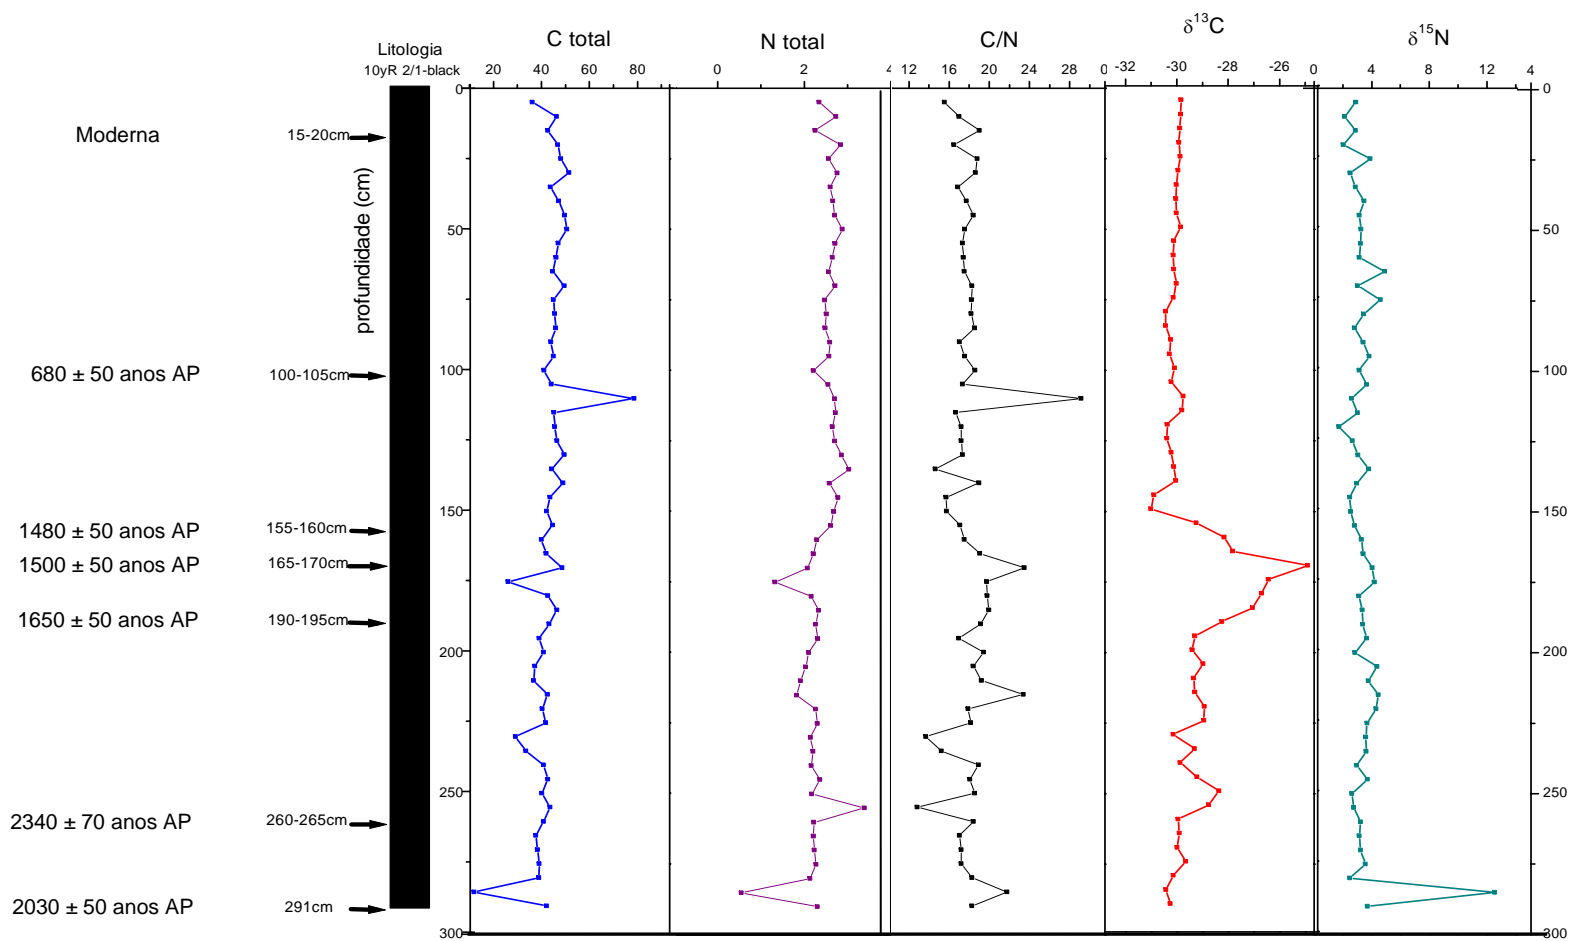 C total
N total
C/N
δ13C
δ15N
Litologia
10yR 2/1-black
20 40 60 80
0 2 4
12 16 20 24 28 0
-32 -30 -28 -26
0 4 8 12 4
0
50
100
150
200
250
300
profundidade (cm)
Moderna 15-20cm
680 ± 50 anos AP 100-105cm
1480 ± 50 anos AP 155-160cm
1500 ± 50 anos AP 165-170cm
1650 ± 50 anos AP 190-195cm
2340 ± 70 anos AP 260-265cm
2030 ± 50 anos AP 291cm
0
50
100
150
200
250
300